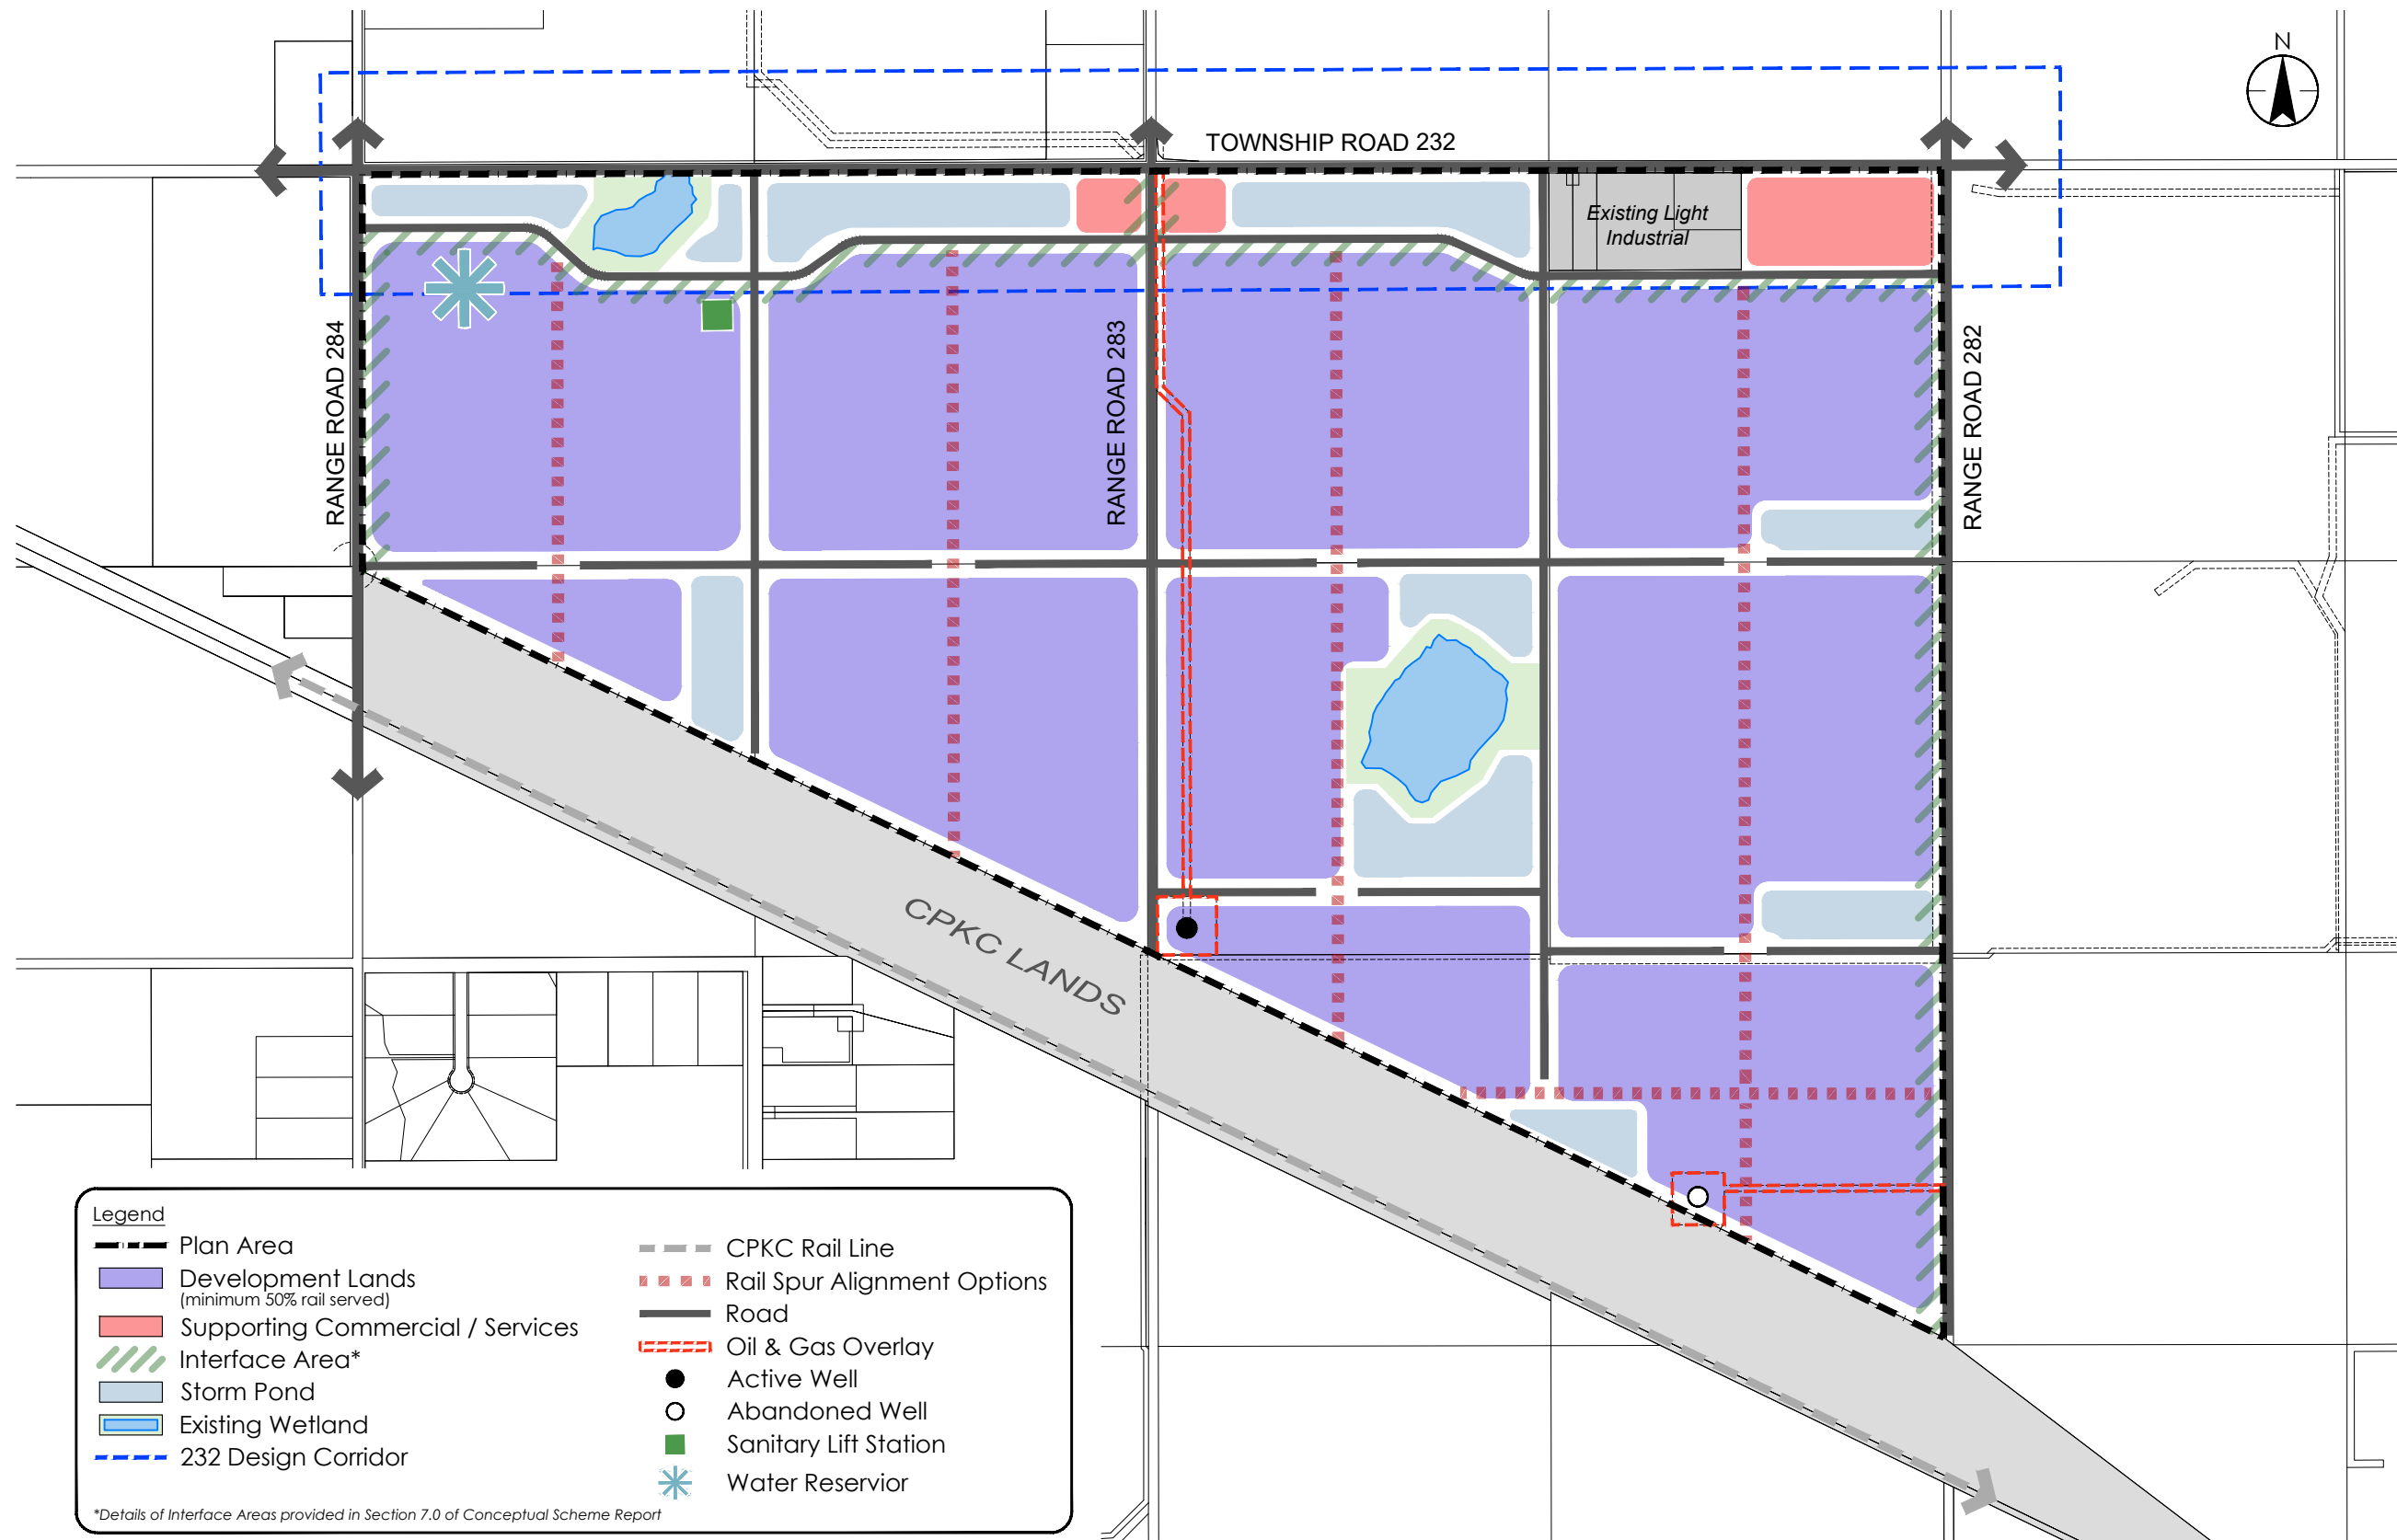 N
TOWNSHIP ROAD 232
Existing Light
Industrial
RANGE ROAD 284
RANGE ROAD 283
RANGE ROAD 282
CPKC LANDS
Legend
Plan Area
Development Lands
(minimum 50% rail served)
Supporting Commercial / Services
Interface Area*
Storm Pond
Existing Wetland
232 Design Corridor
CPKC Rail Line
Rail Spur Alignment Options
Road
Oil & Gas Overlay
Active Well
Abandoned Well
Sanitary Lift Station
Water Reservior
*Details of Interface Areas provided in Section 7.0 of Conceptual Scheme Report